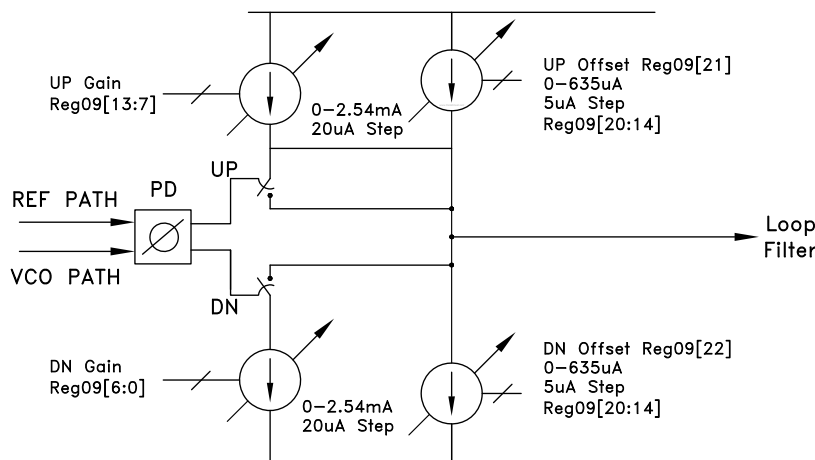 UP Gain
Reg09[13:7]
0-2.54mA
20uA Step
UP Offset Reg09[21]
0-635uA
5uA Step
Reg09[20:14]
UP
PD
REF PATH
VCO PATH
Loop
Filter
DN
DN Gain
Reg09[6:0]
0-2.54mA
20uA Step
DN Offset Reg09[22]
0-635uA
5uA Step
Reg09[20:14]